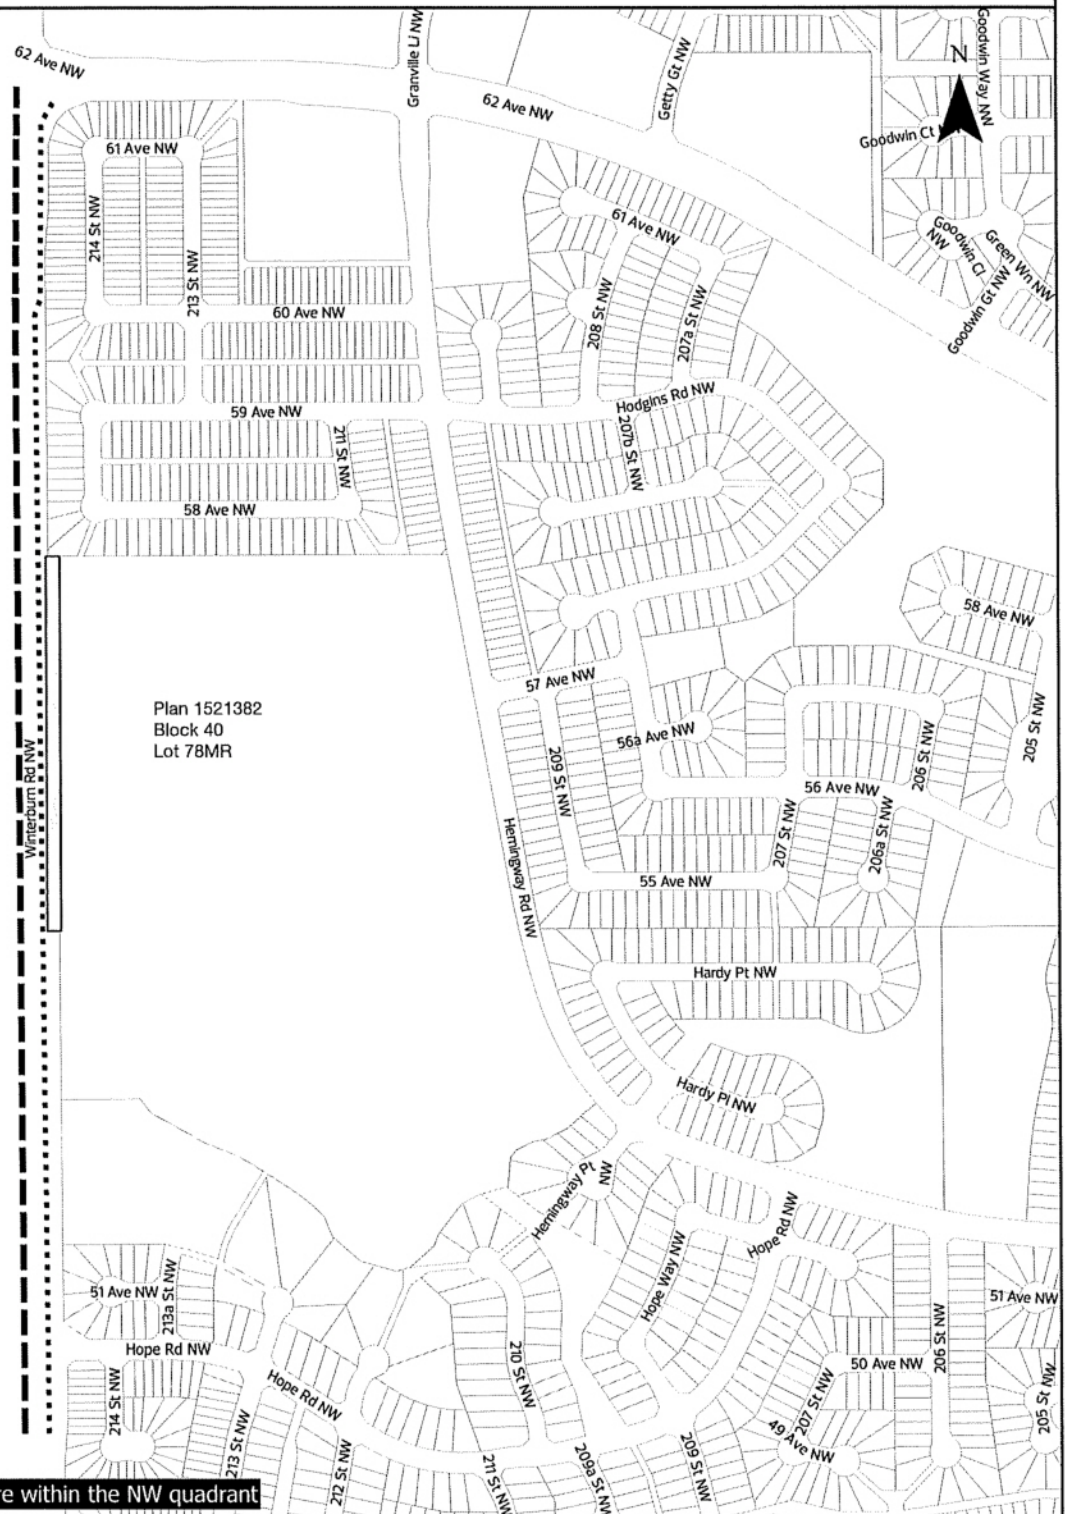 62 Ave NW
Granville Li NW
62 Ave NW
Getty Gt NW
Goodwin Way NW
N
Goodwin Ct
61 Ave NW
214 St NW
213 St NW
60 Ave NW
61 Ave NW
208 St NW
207a St NW
Goodwin Cl
NW
Green Wn NW
Goodwin Gt NW
59 Ave NW
211 St NW
58 Ave NW
Hodgins Rd NW
207b St NW
58 Ave NW
57 Ave NW
Plan 1521382
Block 40
Lot 78MR
Winterburn Rd NW
56a Ave NW
209 St NW
205 St NW
206 St NW
56 Ave NW
207 St NW
206a St NW
Hemingway Rd NW
55 Ave NW
Hardy Pt NW
Hardy Pl NW
Hemingway Pt
NW
Hope Rd NW
Hope Way NW
51 Ave NW
213a St NW
Hope Rd NW
214 St NW
Hope Rd NW
213 St NW
212 St NW
210 St NW
211 St NW
209a St NW
209 St NW
207 St NW
49 Ave NW
50 Ave NW
206 St NW
51 Ave NW
205 St NW
re within the NW quadrant